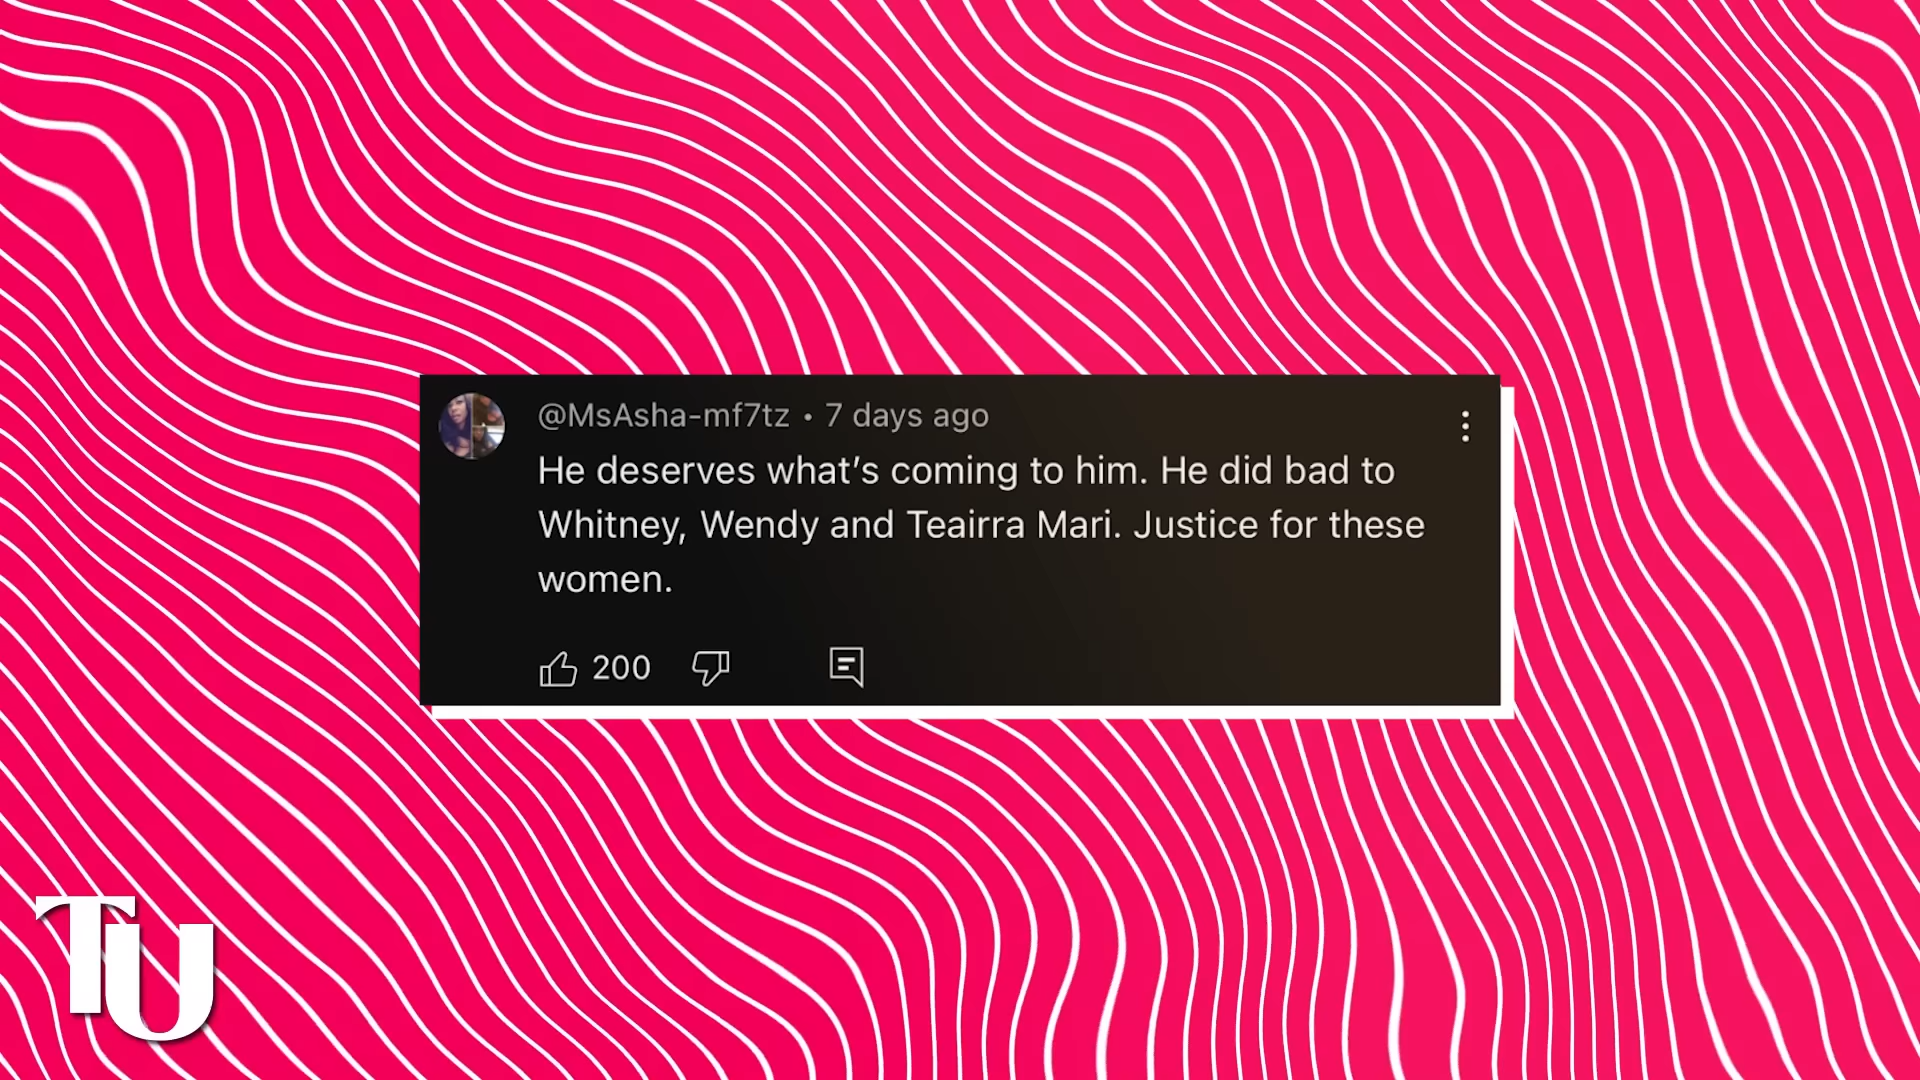 @MsAsha-mf7tz • 7 days ago
He deserves what’s coming to him. He did bad to
Whitney, Wendy and Teairra Mari. Justice for these
women.
200
TU